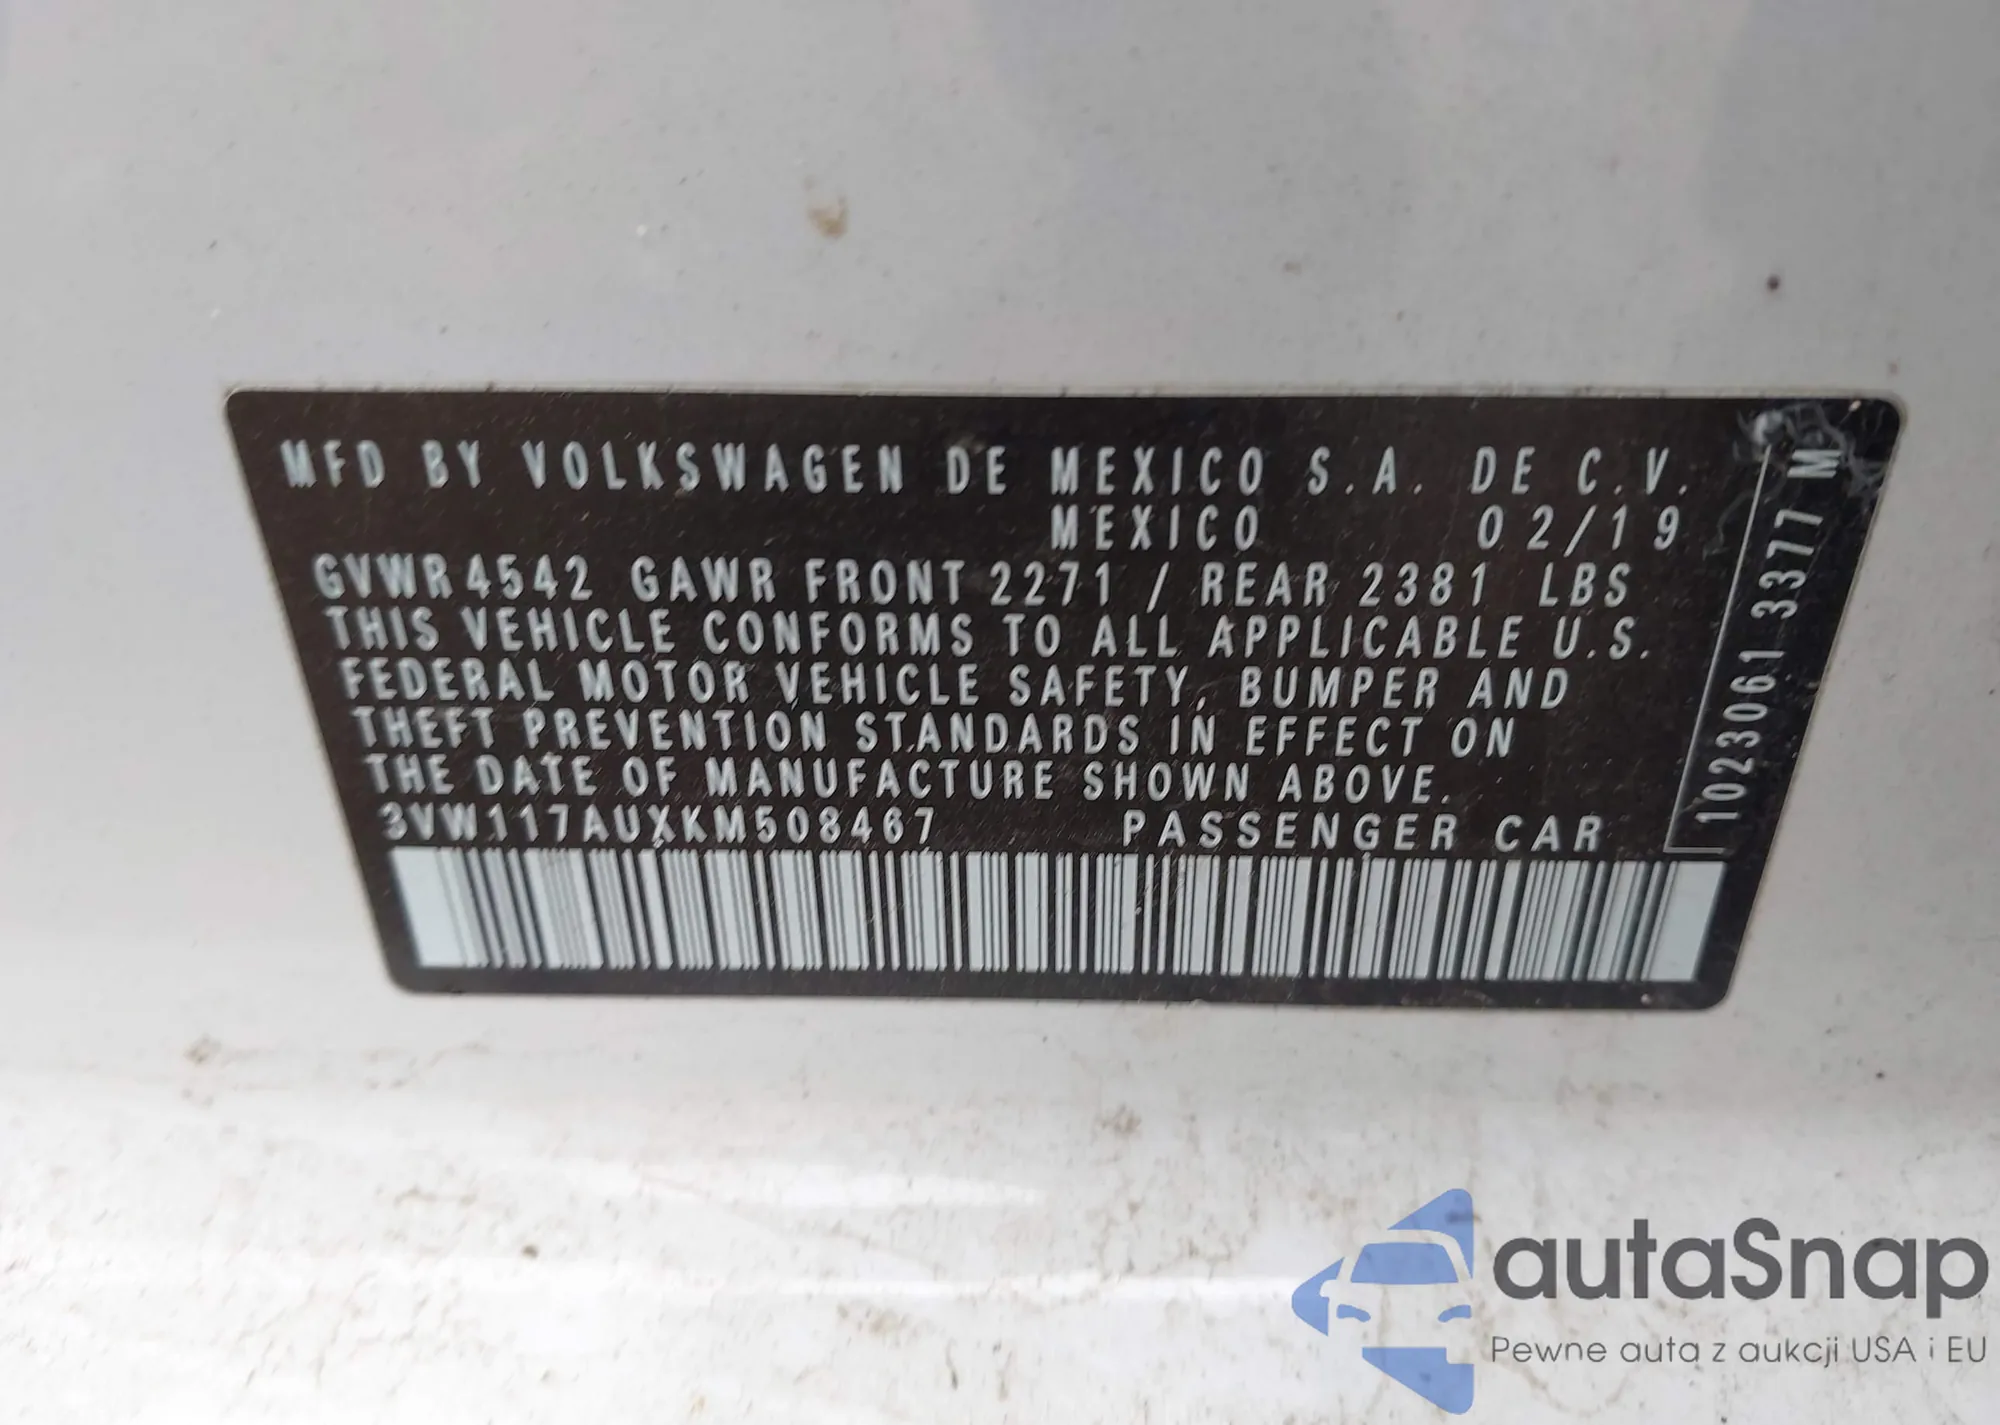 MFD BY VOLKSWAGEN DE MEXICO S.A. DE C.V.
MEXICO 02/19
GVWR 4542 GAWR FRONT 2271 / REAR 2381 LBS
THIS VEHICLE CONFORMS TO ALL APPLICABLE U.S.
FEDERAL MOTOR VEHICLE SAFETY, BUMPER AND
THEFT PREVENTION STANDARDS IN EFFECT ON
THE DATE OF MANUFACTURE SHOWN ABOVE.
3VW117AUXKM508467 PASSENGER CAR
1023061 3377 M
autaSnap
Pewne auta z aukcji USA i EU